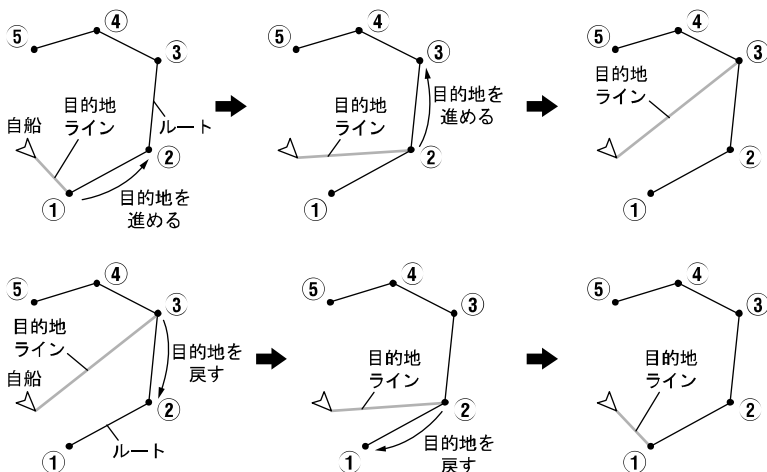 ⑤
④
③
目的地
ライン
自船
ルート
②
①
目的地を
進める
⑤
④
③
目的地を
進める
目的地
ライン
②
①
⑤
④
③
目的地
ライン
②
①
⑤
④
③
目的地
ライン
自船
目的地を
戻す
②
①
ルート
⑤
④
③
目的地
ライン
②
①
目的地を
戻す
⑤
④
③
目的地
ライン
②
①